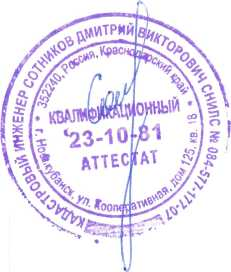 КАДАСТРОВЫЙ ИНЖЕНЕР СОТНИКОВ ДМИТРИЙ ВИКТОРОВИЧ СНИЛС № 084-517-177-07
352240, Россия, Краснодарский край
КВАЛИФИКАЦИОННЫЙ
23-10-81
АТТЕСТАТ
г. Новокубанск, ул. Кооперативная, дом 125, кв. 18